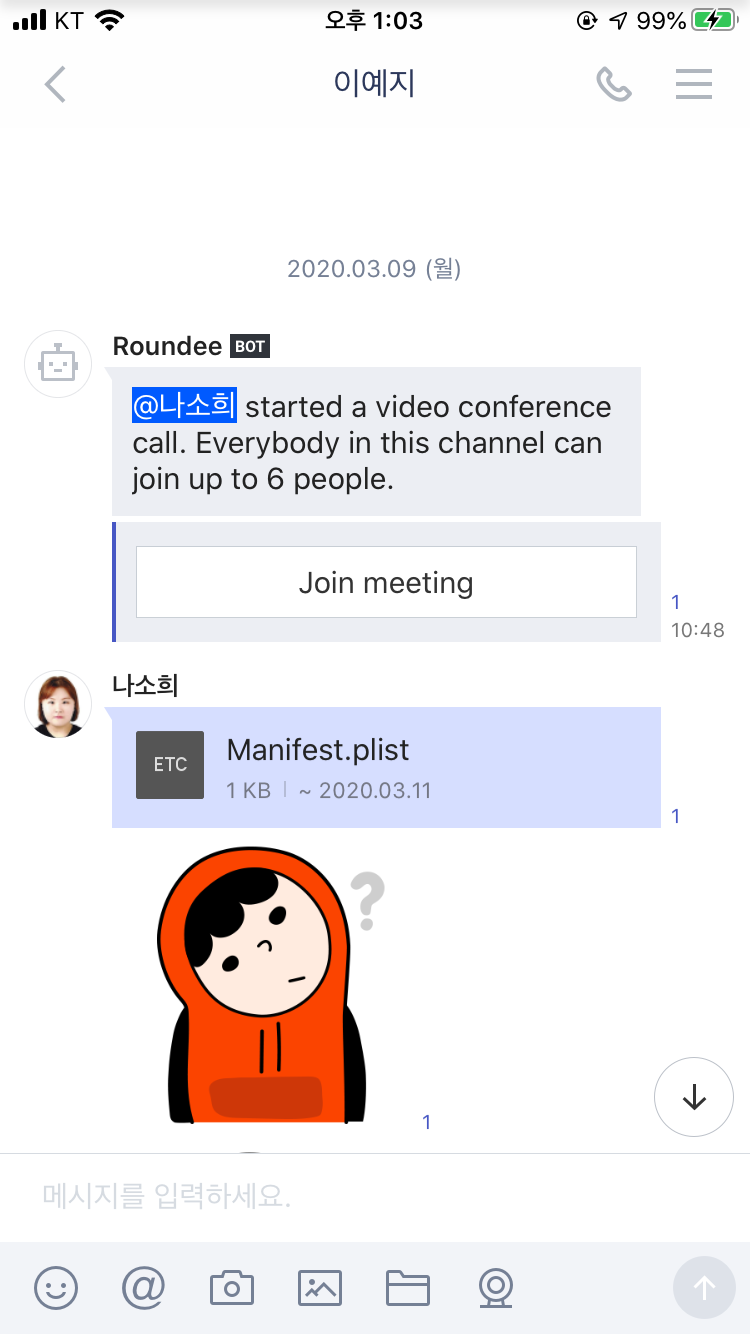 KT 오후 1:03 99%
이예지
2020.03.09 (월)
Roundee BOT
@나소희 started a video conference
call. Everybody in this channel can
join up to 6 people.
Join meeting
1
10:48
나소희
ETC Manifest.plist
1 KB ~ 2020.03.11
1
?
1
메시지를 입력하세요.